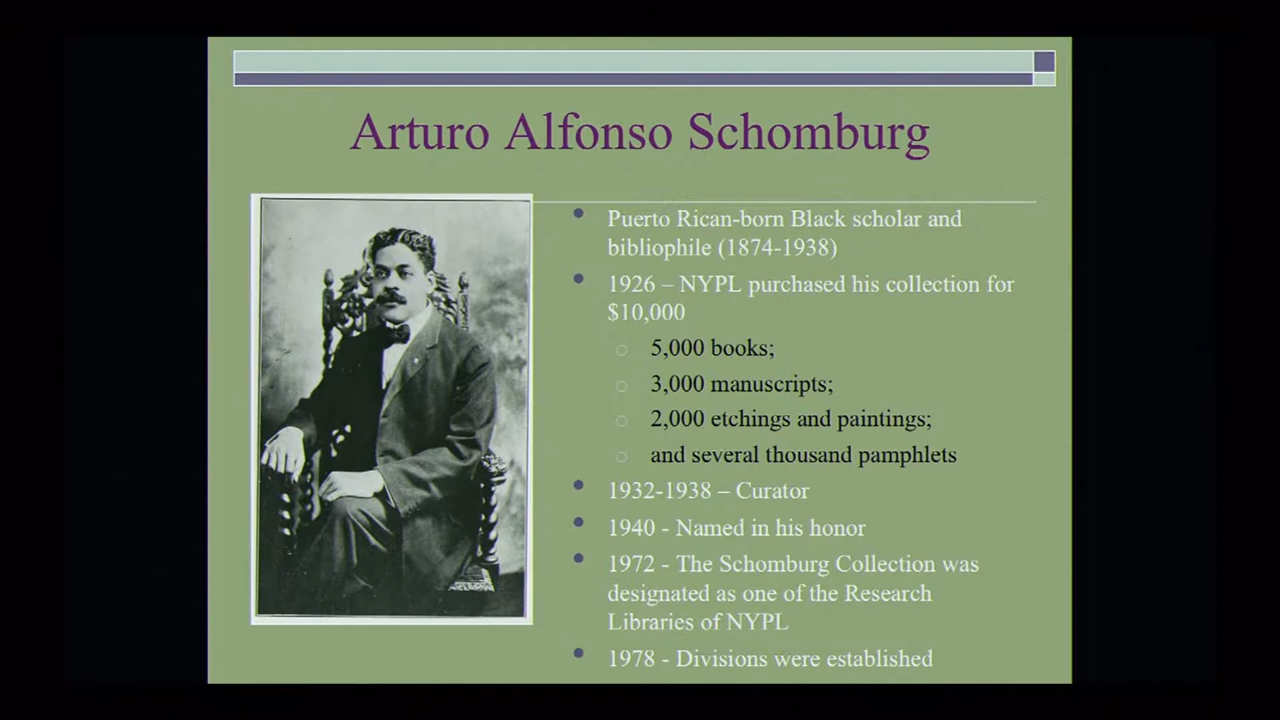 Arturo Alfonso Schomburg
Puerto Rican-born Black scholar and
bibliophile (1874-1938)
1926 – NYPL purchased his collection for
$10,000
5,000 books;
3,000 manuscripts;
2,000 etchings and paintings;
and several thousand pamphlets
1932-1938 – Curator
1940 - Named in his honor
1972 - The Schomburg Collection was
designated as one of the Research
Libraries of NYPL
1978 - Divisions were established